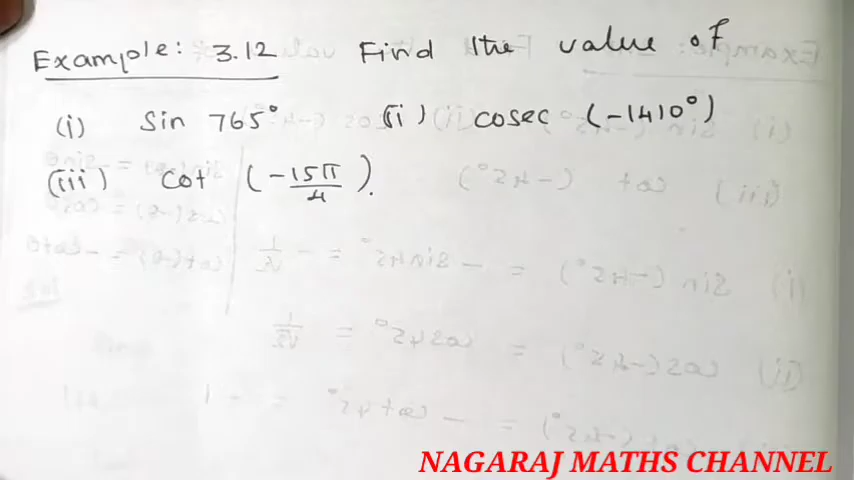 Example: 3.12 Find the value of
(i) Sin 765° (ii) cosec (-1410°)
(iii) Cot (-15π/4).
NAGARAJ MATHS CHANNEL